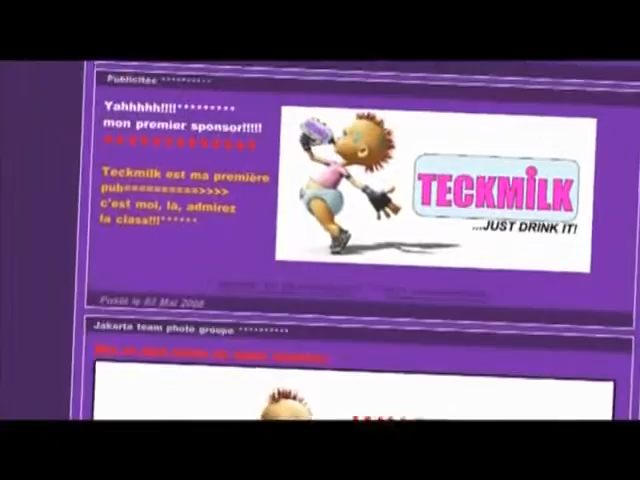 Publicitée **********
Yahhhhh!!!!*********
mon premier sponsor!!!!!
Teckmilk est ma première
pub==========>>>>
c'est moi, là, admirez
la class!!!******
TECKMILK
...JUST DRINK IT!
Posté le 03 Mai 2008
Jakarta team photo groupe **********